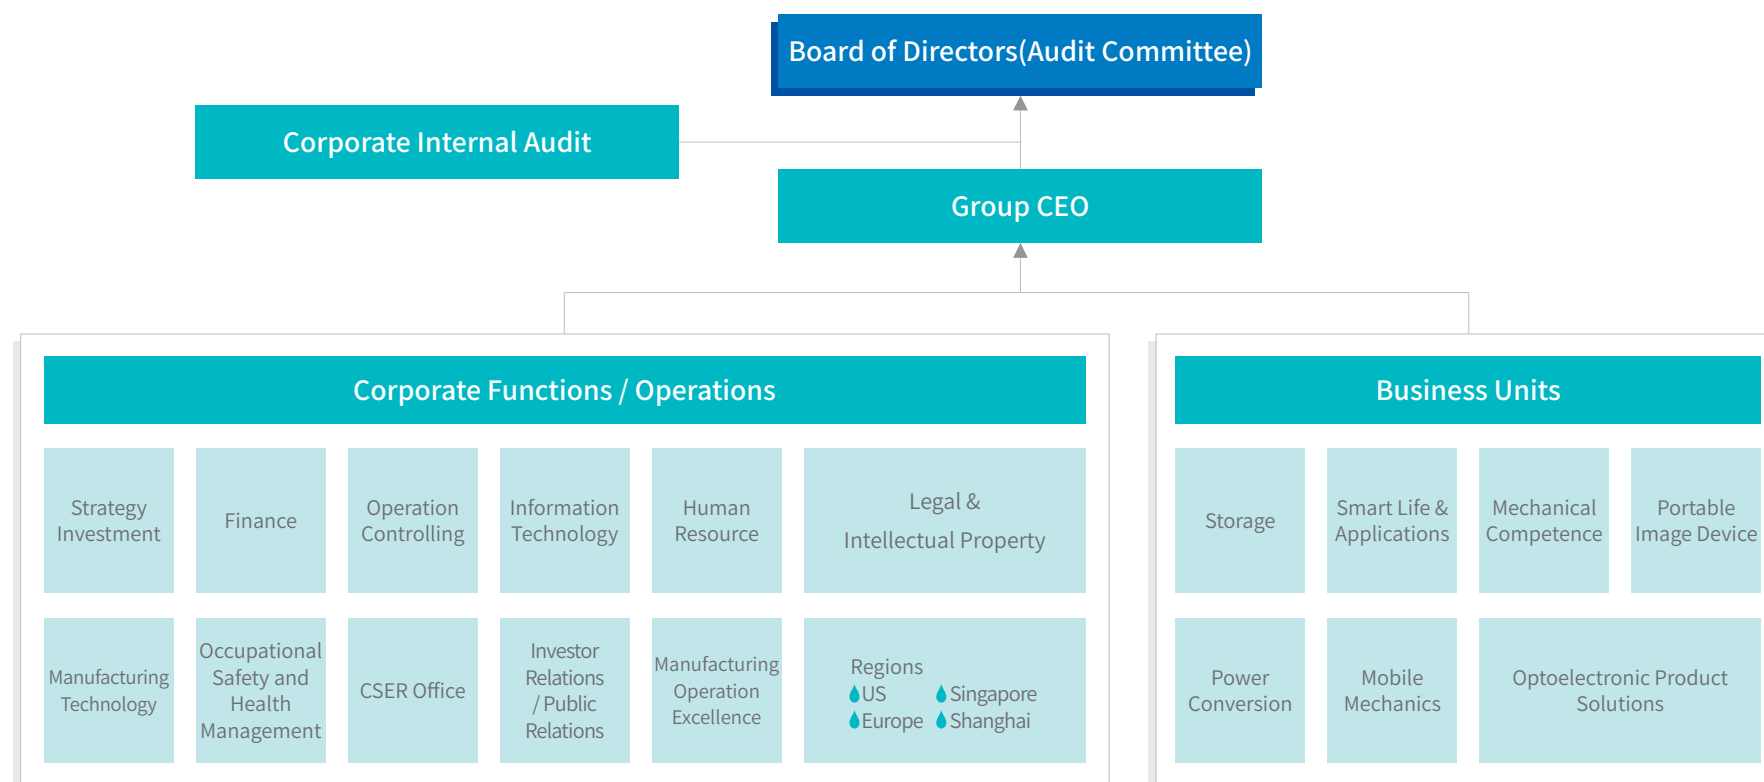 Board of Directors(Audit Committee)
Corporate Internal Audit
Group CEO
Corporate Functions / Operations
Strategy
Investment
Finance
Operation
Controlling
Information
Technology
Human
Resource
Legal &
Intellectual Property
Manufacturing
Technology
Occupational
Safety and
Health
Management
CSER Office
Investor
Relations
/ Public
Relations
Manufacturing
Operation
Excellence
Regions
US Singapore
Europe Shanghai
Business Units
Storage
Smart Life &
Applications
Mechanical
Competence
Portable
Image Device
Power
Conversion
Mobile
Mechanics
Optoelectronic Product
Solutions